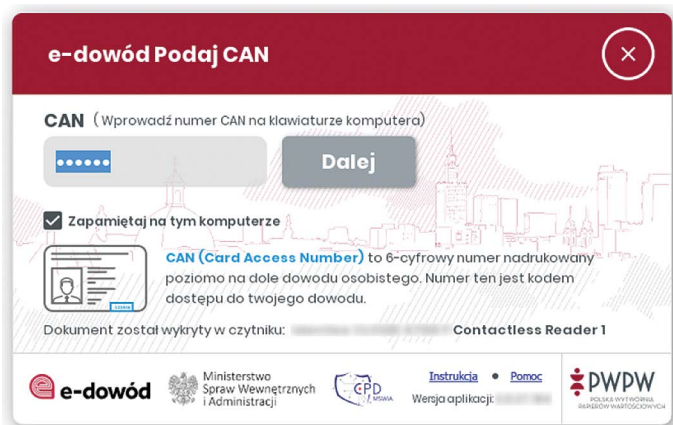 e-dowód Podaj CAN
CAN (Wprowadź numer CAN na klawiaturze komputera)
••••••
Dalej
Zapamiętaj na tym komputerze
CAN (Card Access Number) to 6-cyfrowy numer nadrukowany
poziomo na dole dowodu osobistego. Numer ten jest kodem
dostępu do twojego dowodu.
Dokument został wykryty w czytniku: Contactless Reader 1
e-dowód
Ministerstwo
Spraw Wewnętrznych
i Administracji
CPD
MSWiA
Instrukcja • Pomoc
Wersja aplikacji:
PWPW
POLSKA WYTWÓRNIA
PAPIERÓW WARTOŚCIOWYCH